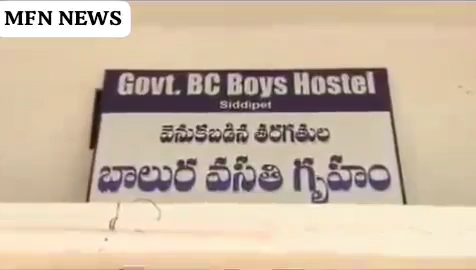 MFN NEWS
Govt. BC Boys Hostel
Siddipet
వెనుకబడిన తరగతుల
బాలుర వసతి గృహం